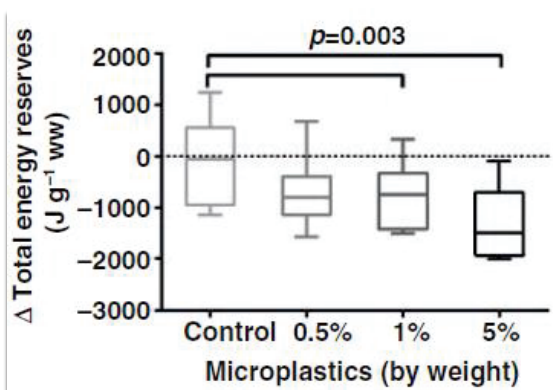 Δ Total energy reserves
(J g⁻¹ ww)
p=0.003
2000
1000
0
−1000
−2000
−3000
Control 0.5% 1% 5%
Microplastics (by weight)